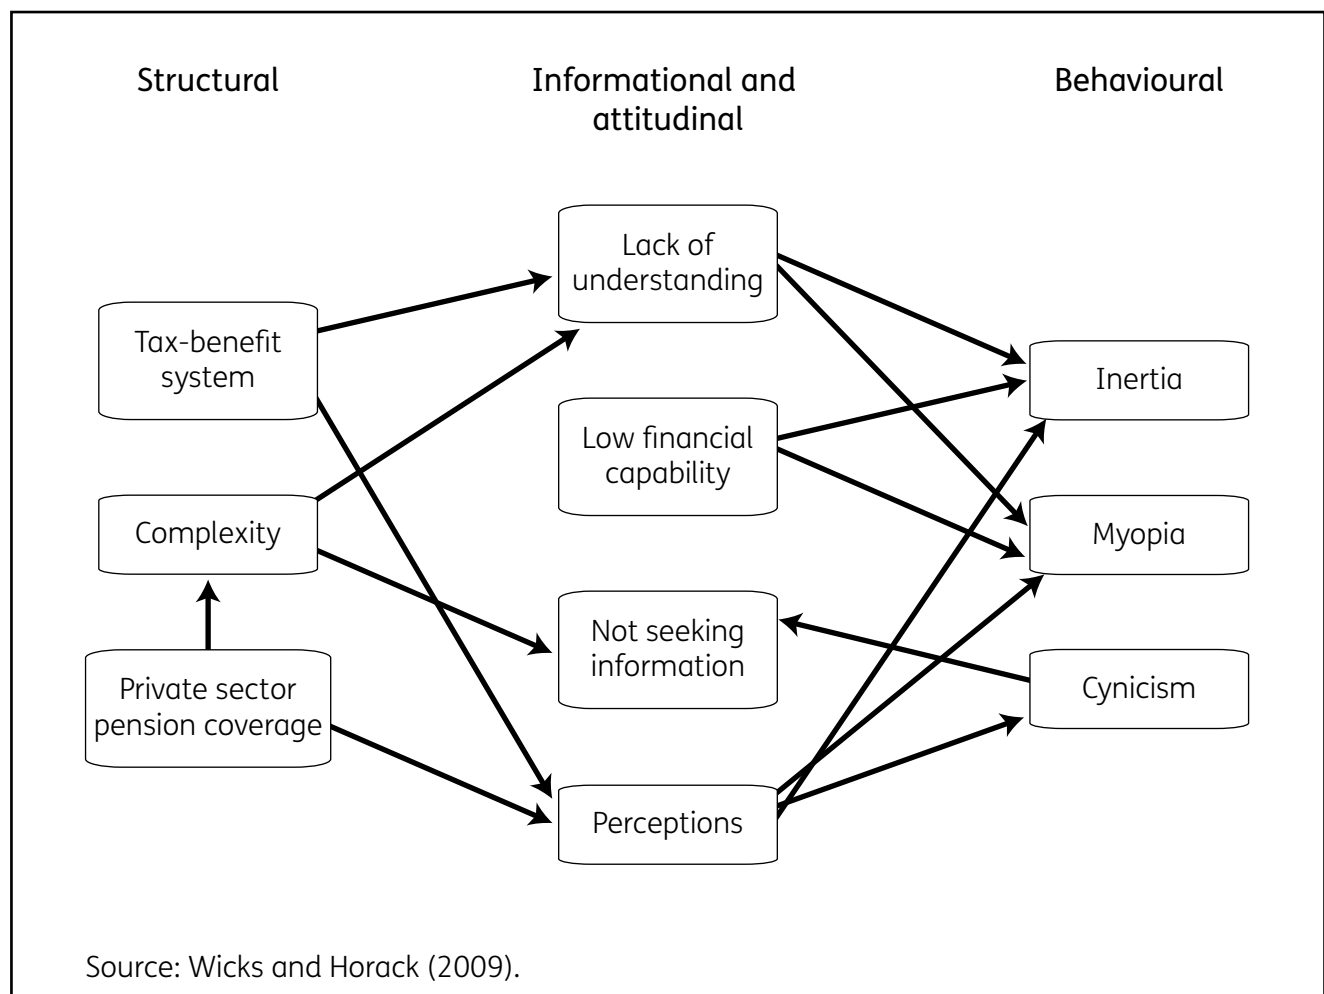 Structural
Informational and
attitudinal
Behavioural
Lack of
understanding
Tax-benefit
system
Inertia
Low financial
capability
Complexity
Myopia
Not seeking
information
Private sector
pension coverage
Cynicism
Perceptions
Source: Wicks and Horack (2009).